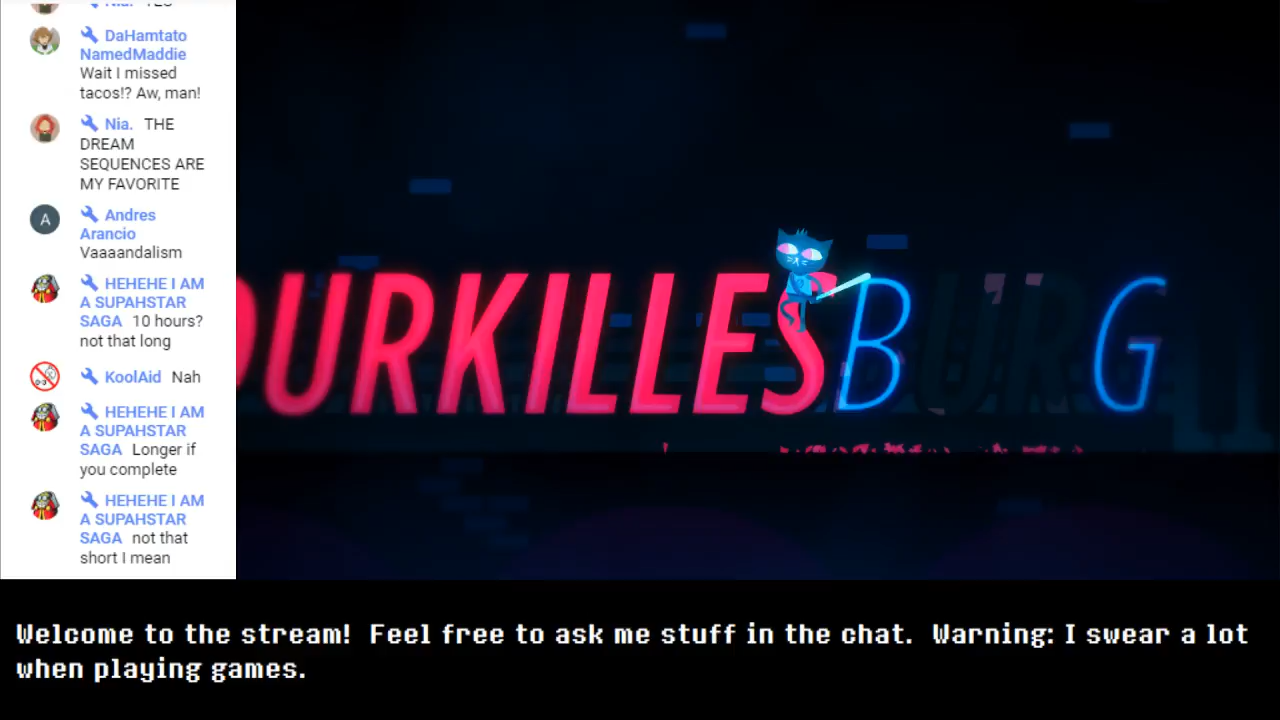 Nia. YES
DaHamtato
NamedMaddie
Wait I missed
tacos!? Aw, man!
Nia. THE
DREAM
SEQUENCES ARE
MY FAVORITE
A
Andres
Arancio
Vaaaandalism
HEHEHE I AM
A SUPAHSTAR
SAGA 10 hours?
not that long
KoolAid Nah
HEHEHE I AM
A SUPAHSTAR
SAGA Longer if
you complete
HEHEHE I AM
A SUPAHSTAR
SAGA not that
short I mean
OURKILLESBURG
Welcome to the stream! Feel free to ask me stuff in the chat. Warning: I swear a lot
when playing games.